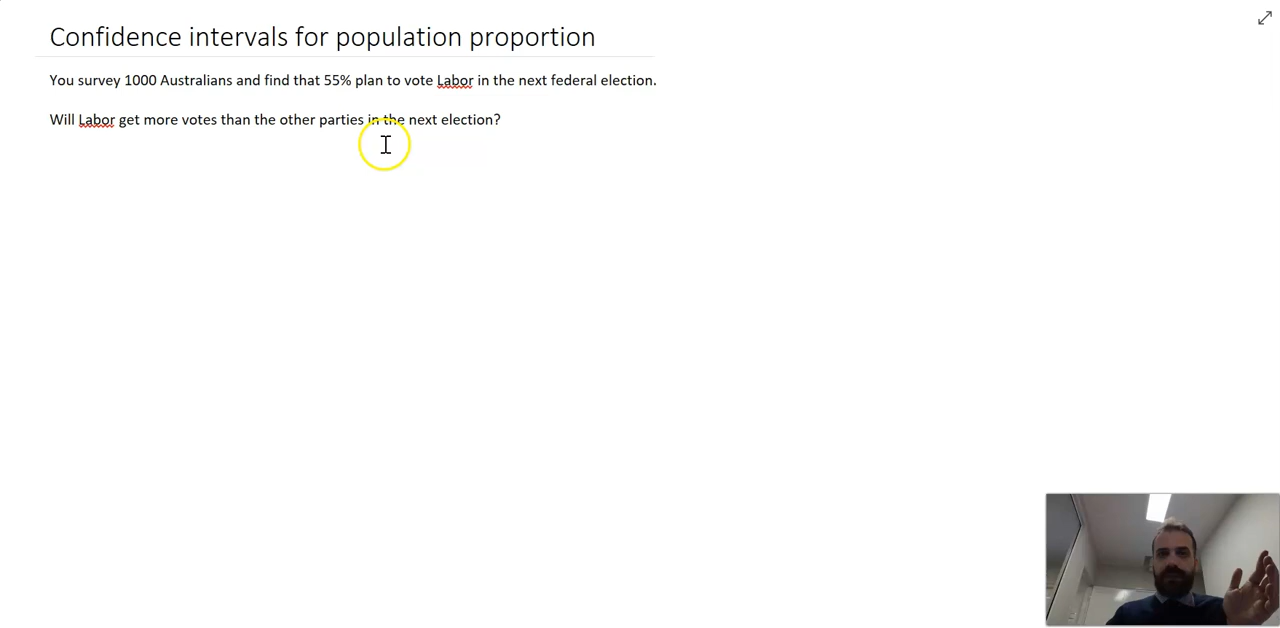 Confidence intervals for population proportion
You survey 1000 Australians and find that 55% plan to vote Labor in the next federal election.
Will Labor get more votes than the other parties in the next election?